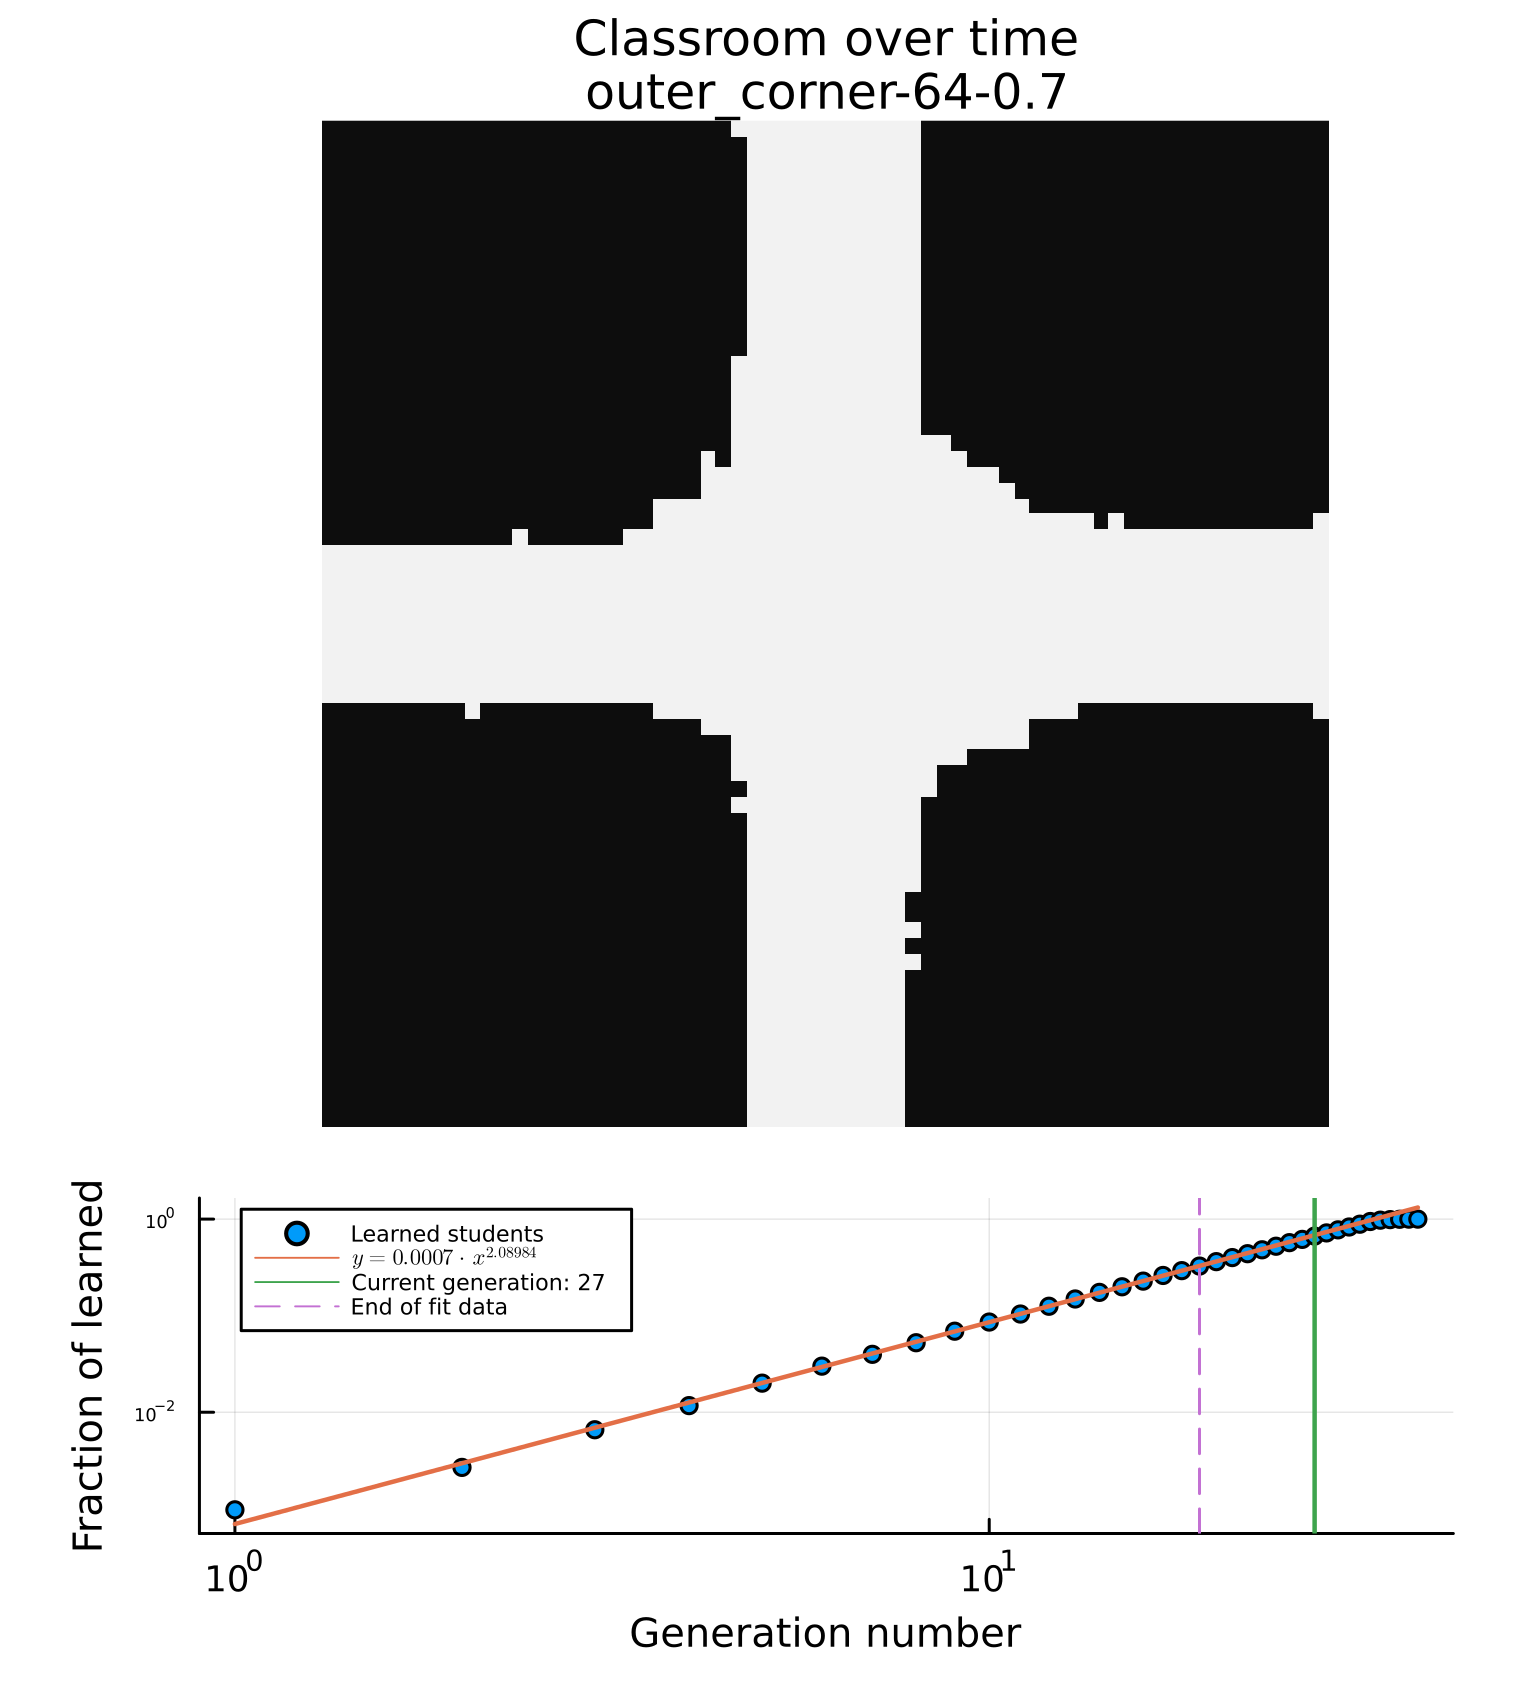 Classroom over time
outer_corner-64-0.7
Fraction of learned
10^0
10^−2
Learned students
y = 0.0007 · x^2.08984
Current generation: 27
End of fit data
10^0
10^1
Generation number